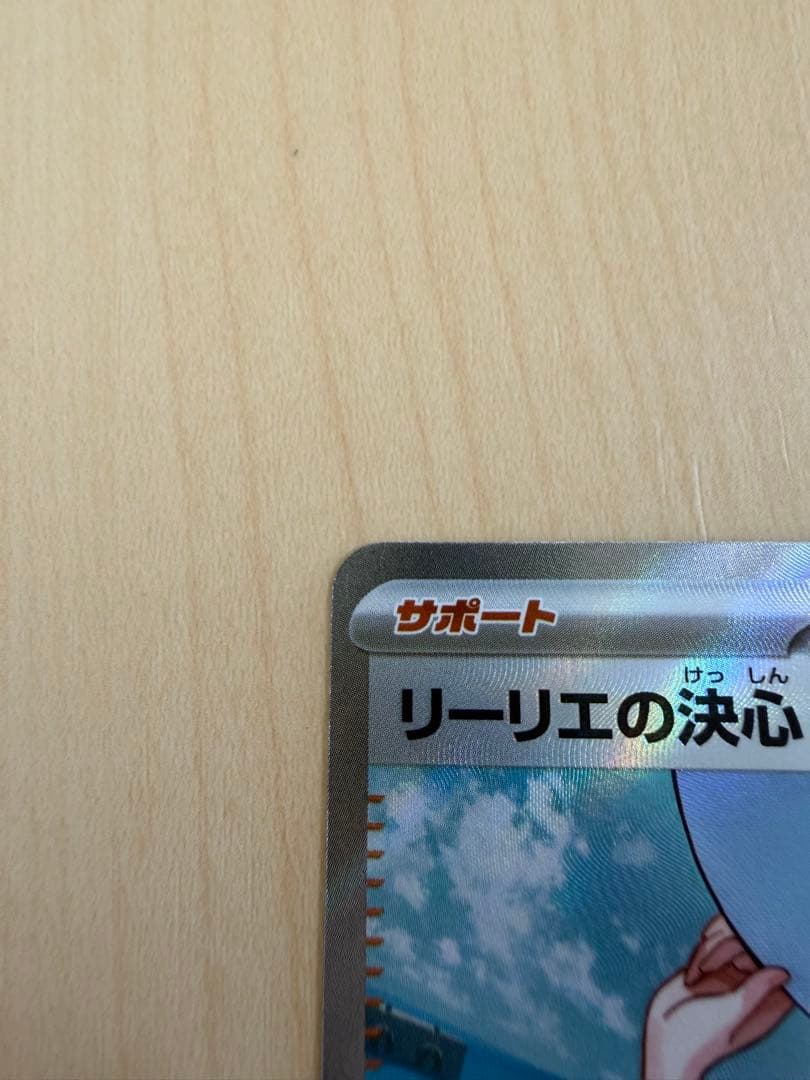 サポート
けっ しん
リーリエの決心